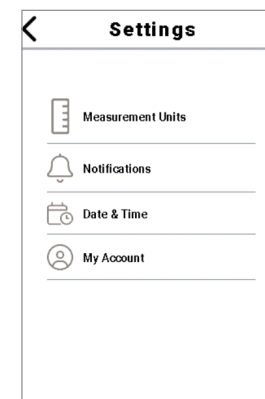 Settings
Measurement Units
Notifications
Date & Time
My Account